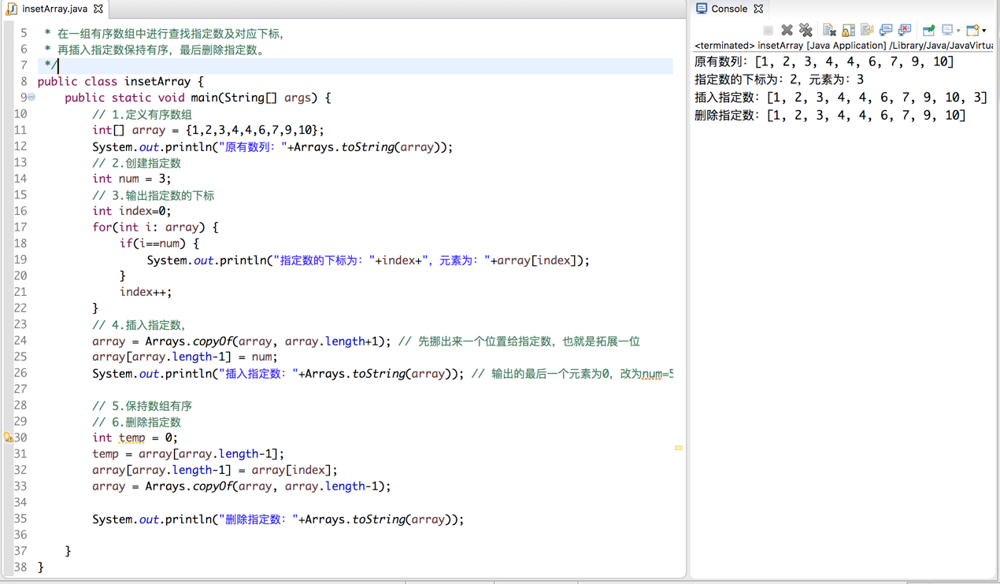 insetArray.java
5 * 在一组有序数组中进行查找指定数及对应下标，
6 * 再插入指定数保持有序，最后删除指定数。
7 */
8 public class insetArray {
9 public static void main(String[] args) {
10 // 1.定义有序数组
11 int[] array = {1,2,3,4,4,6,7,9,10};
12 System.out.println("原有数列："+Arrays.toString(array));
13 // 2.创建指定数
14 int num = 3;
15 // 3.输出指定数的下标
16 int index=0;
17 for(int i: array) {
18 if(i==num) {
19 System.out.println("指定数的下标为："+index+"，元素为："+array[index]);
20 }
21 index++;
22 }
23 // 4.插入指定数，
24 array = Arrays.copyOf(array, array.length+1); // 先挪出来一个位置给指定数，也就是拓展一位
25 array[array.length-1] = num;
26 System.out.println("插入指定数："+Arrays.toString(array)); // 输出的最后一个元素为0，改为num=5
27
28 // 5.保持数组有序
29 // 6.删除指定数
30 int temp = 0;
31 temp = array[array.length-1];
32 array[array.length-1] = array[index];
33 array = Arrays.copyOf(array, array.length-1);
34
35 System.out.println("删除指定数："+Arrays.toString(array));
36
37 }
38 }
Console
<terminated> insetArray [Java Application] /Library/Java/JavaVirtua
原有数列：[1, 2, 3, 4, 4, 6, 7, 9, 10]
指定数的下标为：2，元素为：3
插入指定数：[1, 2, 3, 4, 4, 6, 7, 9, 10, 3]
删除指定数：[1, 2, 3, 4, 4, 6, 7, 9, 10]